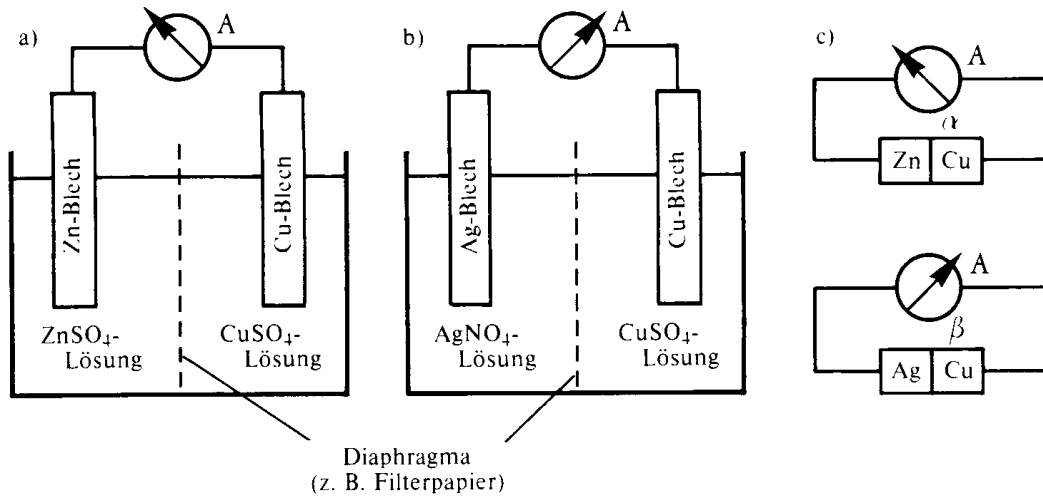 a)
A
Zn-Blech
Cu-Blech
ZnSO₄-
Lösung
CuSO₄-
Lösung
b)
A
Ag-Blech
Cu-Blech
AgNO₄-
Lösung
CuSO₄-
Lösung
Diaphragma
(z. B. Filterpapier)
c)
A
α
Zn Cu
A
β
Ag Cu